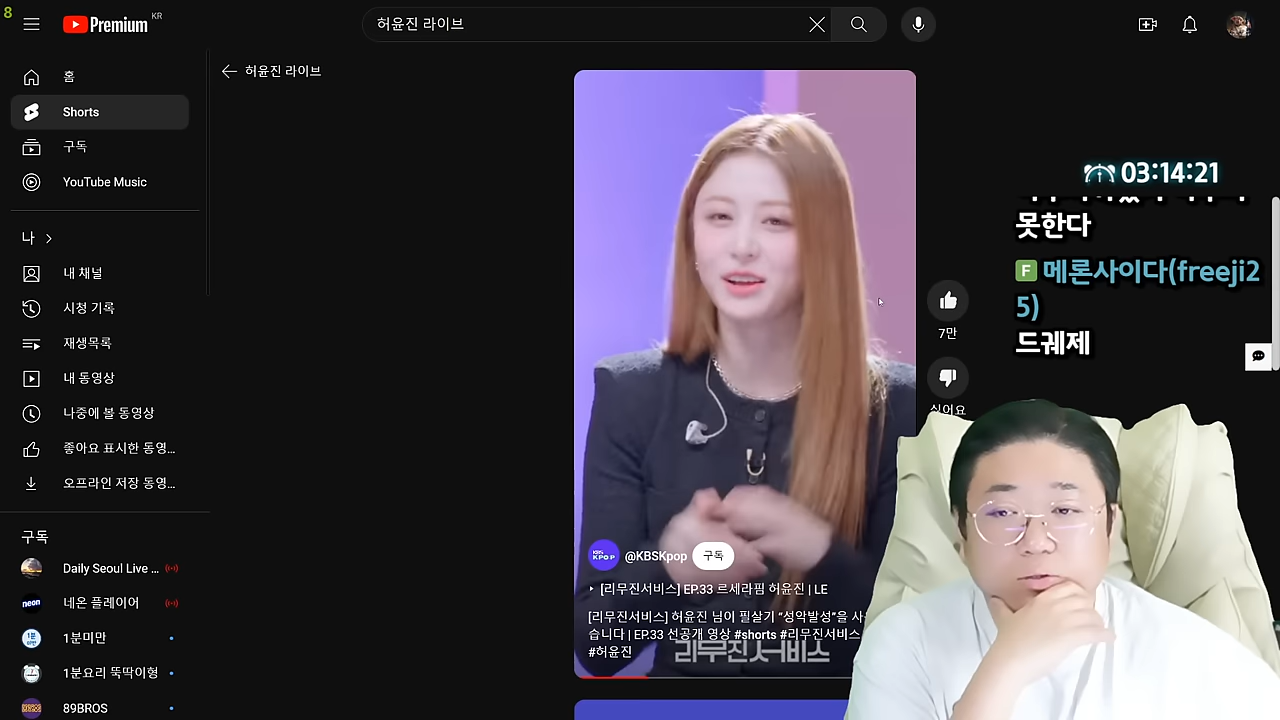 8
Premium KR
허윤진 라이브
홈
Shorts
구독
YouTube Music
나
내 채널
시청 기록
재생목록
내 동영상
나중에 볼 동영상
좋아요 표시한 동영...
오프라인 저장 동영...
구독
Daily Seoul Live ...
neon 네온 플레이어
1분미만
1분요리 뚝딱이형
89BROS
허윤진 라이브
KBS KPOP @KBSKpop 구독
[리무진서비스] EP.33 르세라핌 허윤진 | LE
[리무진서비스] 허윤진 님이 필살기 “성악발성”을 사
습니다 | EP.33 선공개 영상 #shorts #리무진서비스
#허윤진
리무진서비스
7만
싫어요
03:14:21
못한다
F 메론사이다(freeji2
5)
드궤제